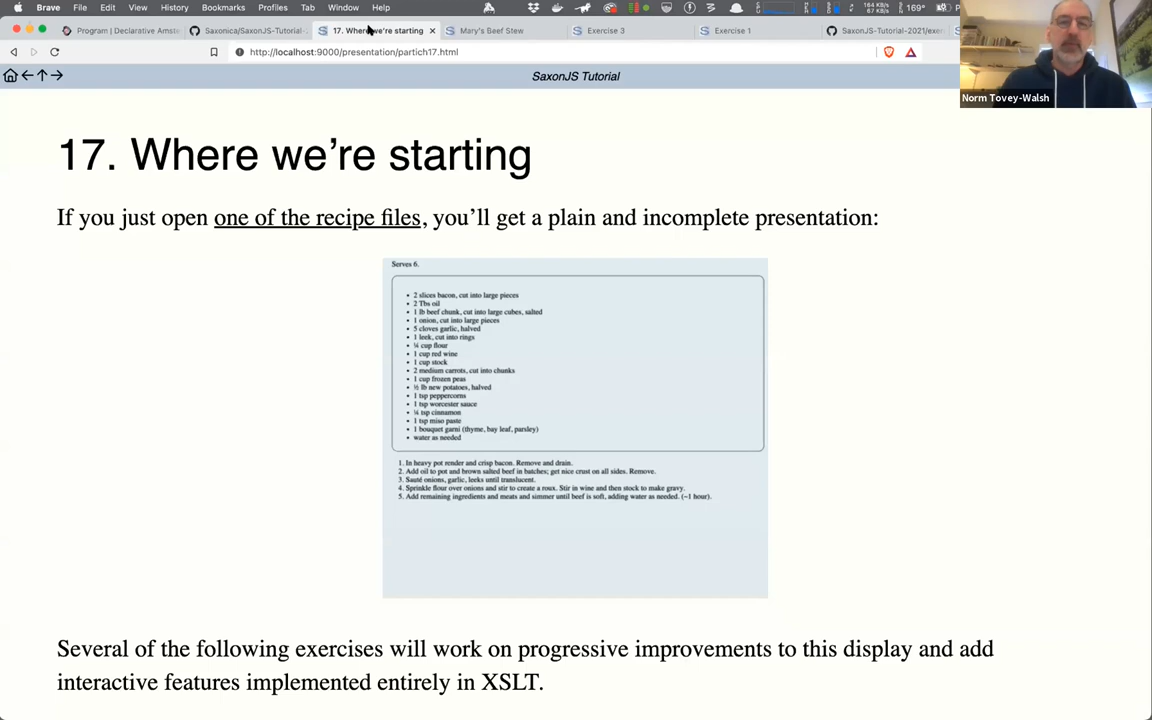 Brave File Edit View History Bookmarks Profiles Tab Window Help
164 KB/s
67 KB/s
169°
Program | Declarative Amste
Saxonica/SaxonJS-Tutorial-
17. Where we're starting
Mary's Beef Stew
Exercise 3
Exercise 1
SaxonJS-Tutorial-2021/exer
http://localhost:9000/presentation/partich17.html
SaxonJS Tutorial
Norm Tovey-Walsh
17. Where we’re starting
If you just open one of the recipe files, you’ll get a plain and incomplete presentation:
Serves 6.
• 2 slices bacon, cut into large pieces
• 2 Tbs oil
• 1 lb beef chunk, cut into large cubes, salted
• 1 onion, cut into large pieces
• 5 cloves garlic, halved
• 1 leek, cut into rings
• ¼ cup flour
• 1 cup red wine
• 1 cup stock
• 2 medium carrots, cut into chunks
• 1 cup frozen peas
• ½ lb new potatoes, halved
• 1 tsp peppercorns
• 1 tsp worcester sauce
• ¼ tsp cinnamon
• 1 tsp miso paste
• 1 bouquet garni (thyme, bay leaf, parsley)
• water as needed
1. In heavy pot render and crisp bacon. Remove and drain.
2. Add oil to pot and brown salted beef in batches; get nice crust on all sides. Remove.
3. Sauté onions, garlic, leeks until translucent.
4. Sprinkle flour over onions and stir to create a roux. Stir in wine and then stock to make gravy.
5. Add remaining ingredients and meats and simmer until beef is soft, adding water as needed. (~1 hour).
Several of the following exercises will work on progressive improvements to this display and add
interactive features implemented entirely in XSLT.